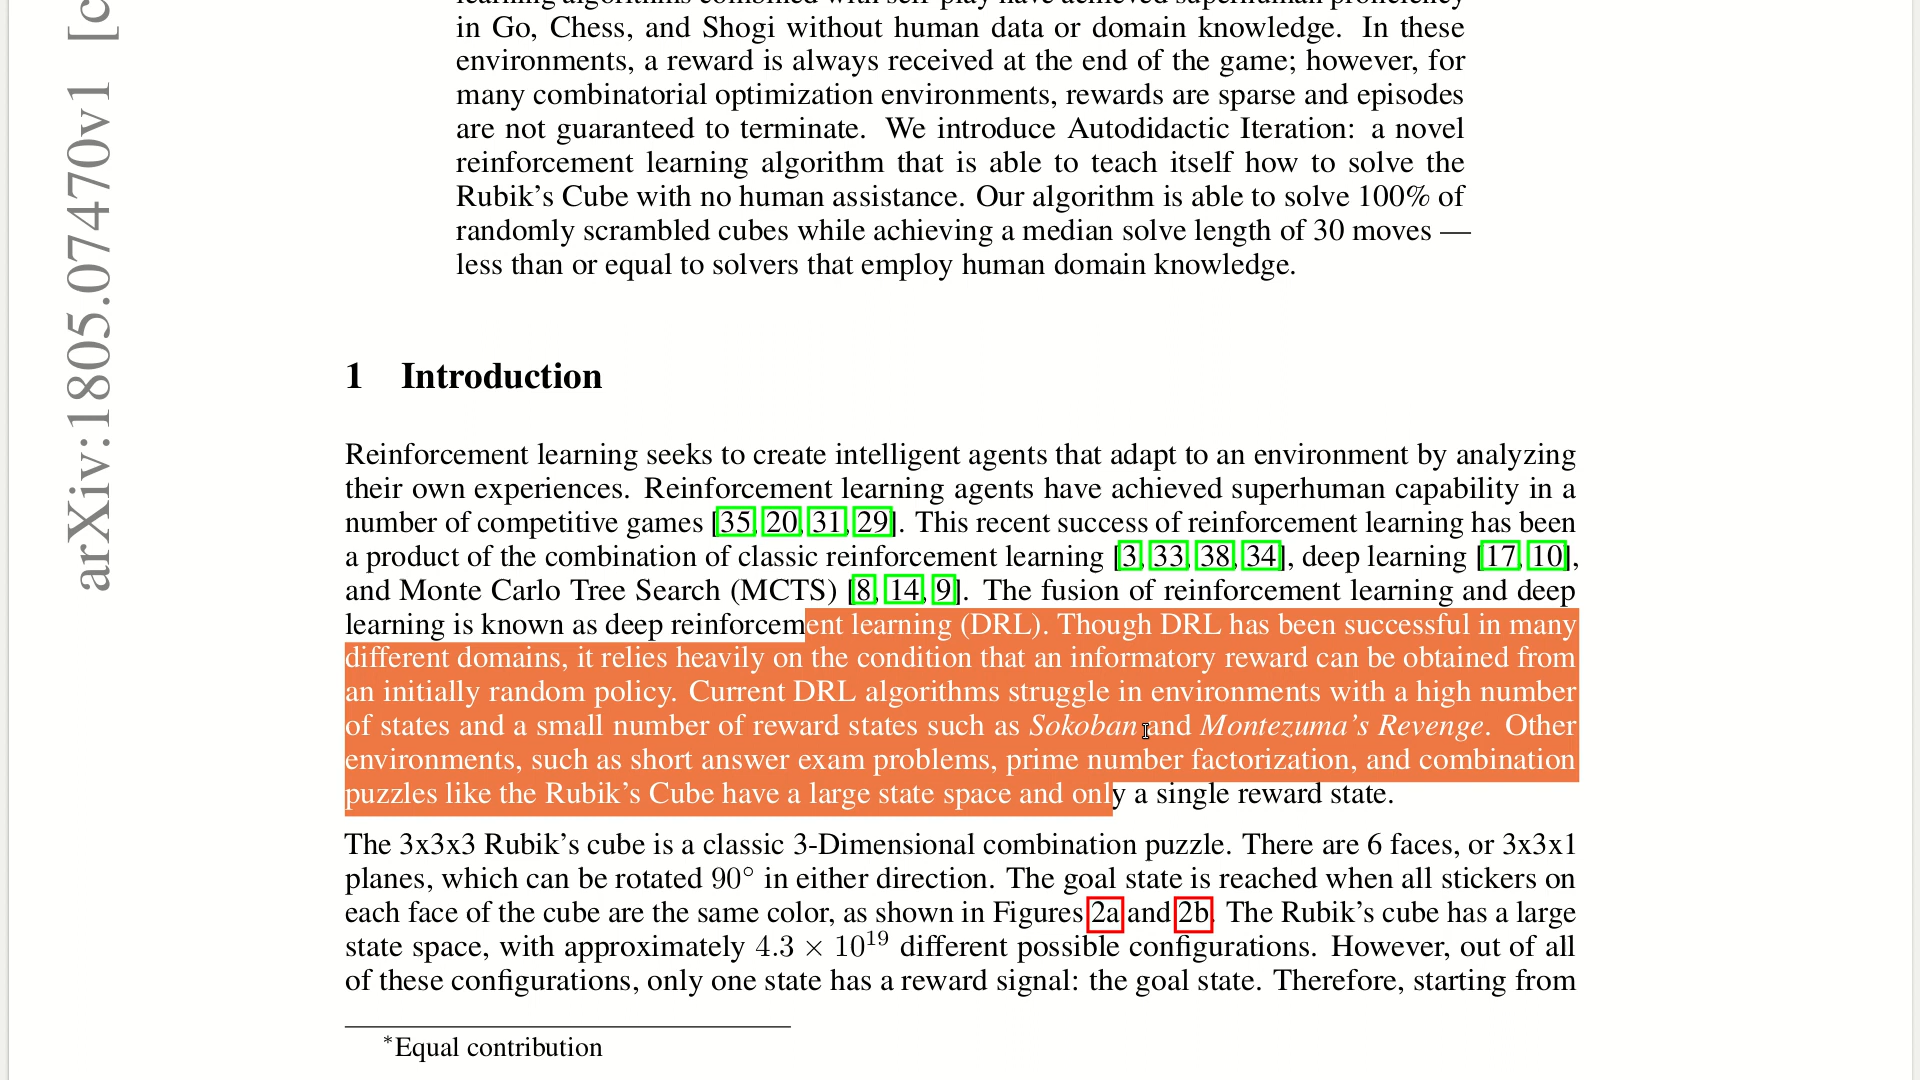 arXiv:1805.07470v1 [c
learning algorithms combined with self-play have achieved superhuman proficiency
in Go, Chess, and Shogi without human data or domain knowledge. In these
environments, a reward is always received at the end of the game; however, for
many combinatorial optimization environments, rewards are sparse and episodes
are not guaranteed to terminate. We introduce Autodidactic Iteration: a novel
reinforcement learning algorithm that is able to teach itself how to solve the
Rubik’s Cube with no human assistance. Our algorithm is able to solve 100% of
randomly scrambled cubes while achieving a median solve length of 30 moves —
less than or equal to solvers that employ human domain knowledge.
1 Introduction
Reinforcement learning seeks to create intelligent agents that adapt to an environment by analyzing
their own experiences. Reinforcement learning agents have achieved superhuman capability in a
number of competitive games [35, 20, 31, 29]. This recent success of reinforcement learning has been
a product of the combination of classic reinforcement learning [3, 33, 38, 34], deep learning [17, 10],
and Monte Carlo Tree Search (MCTS) [8, 14, 9]. The fusion of reinforcement learning and deep
learning is known as deep reinforcement learning (DRL). Though DRL has been successful in many
different domains, it relies heavily on the condition that an informatory reward can be obtained from
an initially random policy. Current DRL algorithms struggle in environments with a high number
of states and a small number of reward states such as Sokoban and Montezuma’s Revenge. Other
environments, such as short answer exam problems, prime number factorization, and combination
puzzles like the Rubik’s Cube have a large state space and only a single reward state.
The 3x3x3 Rubik’s cube is a classic 3-Dimensional combination puzzle. There are 6 faces, or 3x3x1
planes, which can be rotated 90° in either direction. The goal state is reached when all stickers on
each face of the cube are the same color, as shown in Figures 2a and 2b. The Rubik’s cube has a large
state space, with approximately 4.3 × 10¹⁹ different possible configurations. However, out of all
of these configurations, only one state has a reward signal: the goal state. Therefore, starting from
*Equal contribution